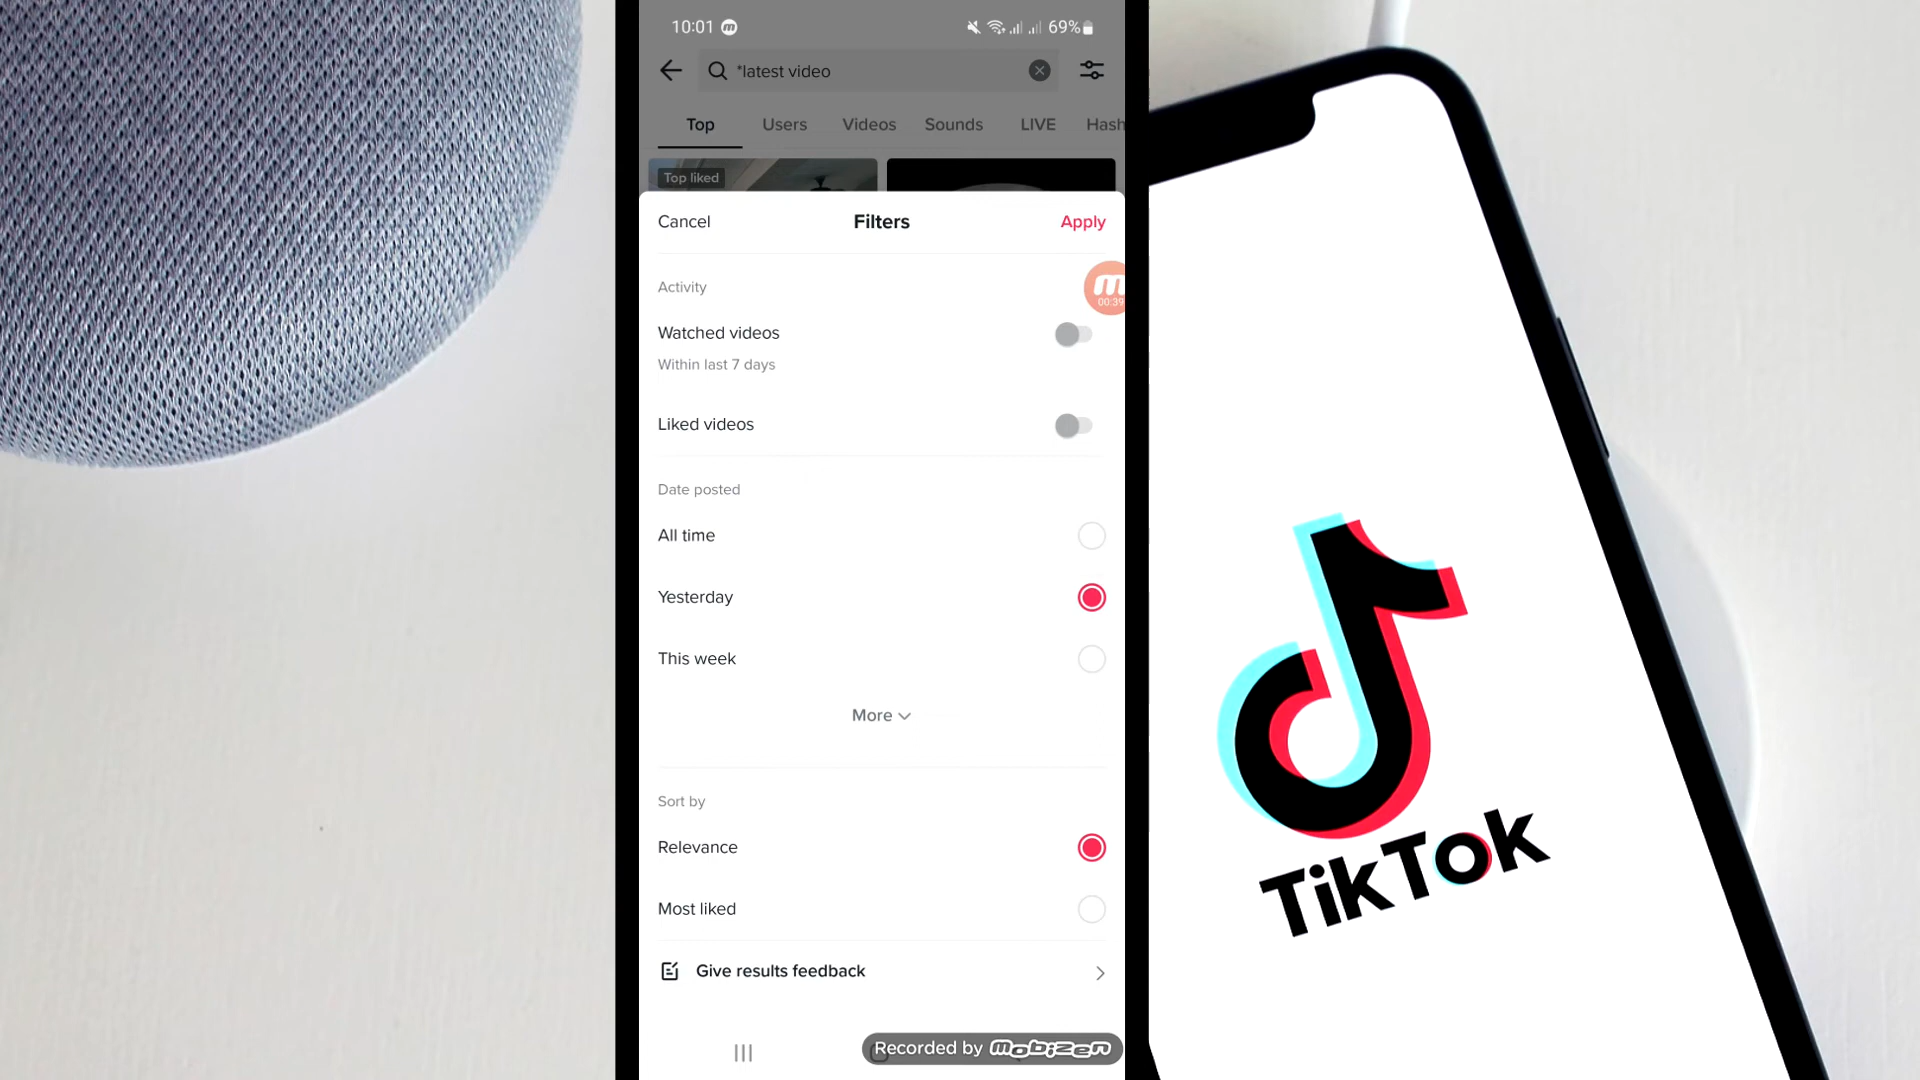 10:01 m 69%
*latest video
Top Users Videos Sounds LIVE Hash
Top liked
Cancel Filters Apply
Activity
m
00:39
Watched videos
Within last 7 days
Liked videos
Date posted
All time
Yesterday
This week
More
Sort by
Relevance
Most liked
Give results feedback
Recorded by mobizen
TikTok